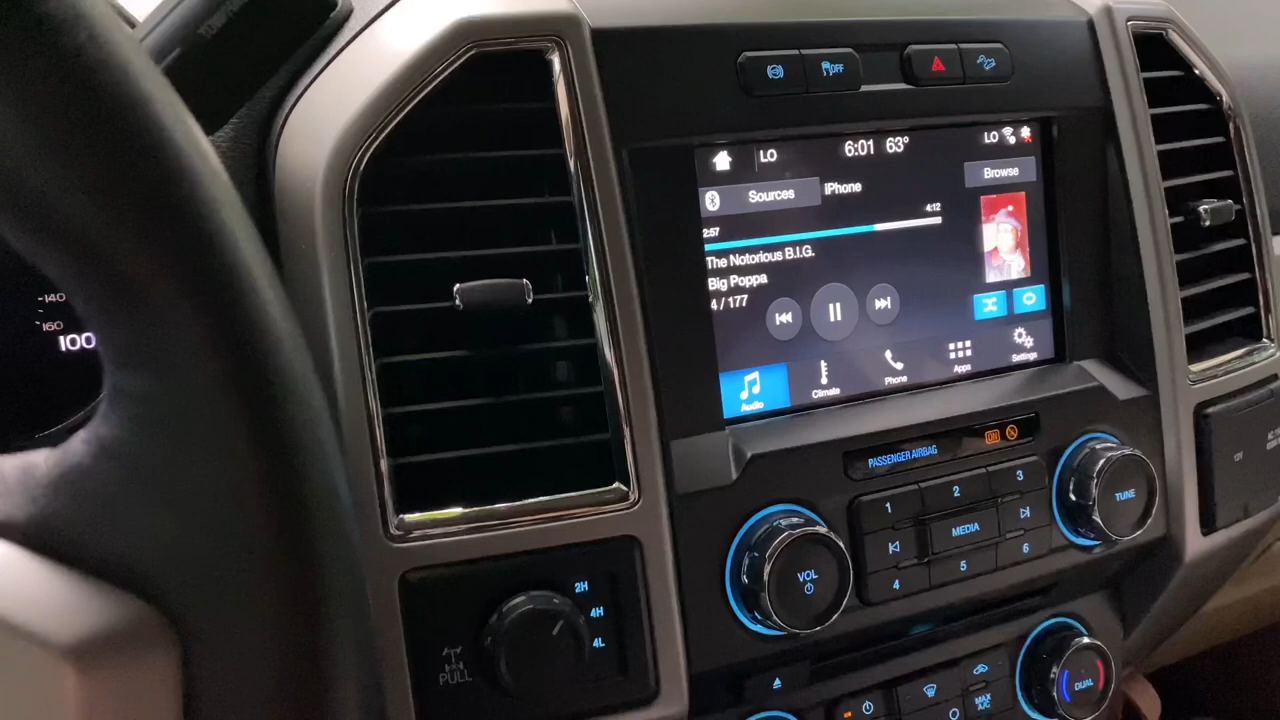 OFF
LO
6:01
63°
LO
Sources
iPhone
Browse
2:57
4:12
The Notorious B.I.G.
Big Poppa
4 / 177
Audio
Climate
Phone
Apps
Settings
-140
160
100
PASSENGER AIRBAG
ON
1
2
3
MEDIA
4
5
6
VOL
TUNE
12V
2H
4H
4L
PULL
MAX
A/C
DUAL